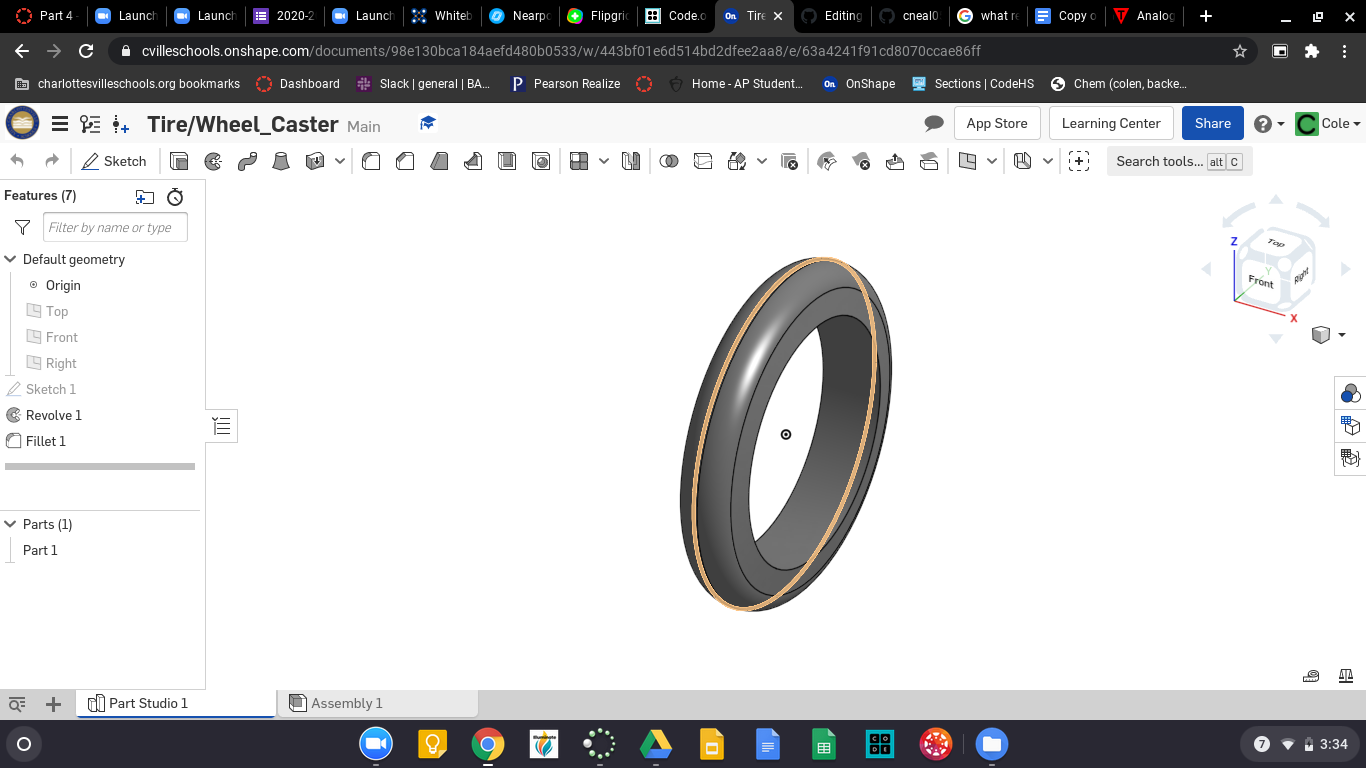 Part 4 -
Launch
Launch
2020-2
Launch
Whiteb
Nearpo
Flipgri
Code.o
On
Tire
Editing
cneal0
what re
Copy o
Analog
cvilleschools.onshape.com/documents/98e130bca184aefd480b0533/w/443bf01e6d514bd2dfee2aa8/e/63a4241f91cd8070ccae86ff
charlottesvilleschools.org bookmarks
Dashboard
Slack | general | BA...
P
Pearson Realize
Home - AP Student...
On
OnShape
Sections | CodeHS
Chem (colen, backe...
Tire/Wheel_Caster Main
App Store
Learning Center
Share
C
Cole
Sketch
Search tools... alt C
Features (7)
Filter by name or type
Default geometry
Origin
Top
Front
Right
Sketch 1
Revolve 1
Fillet 1
Parts (1)
Part 1
Z
Top
Y
Front
Right
X
Part Studio 1
Assembly 1
illuminate
C O
D E
7
3:34